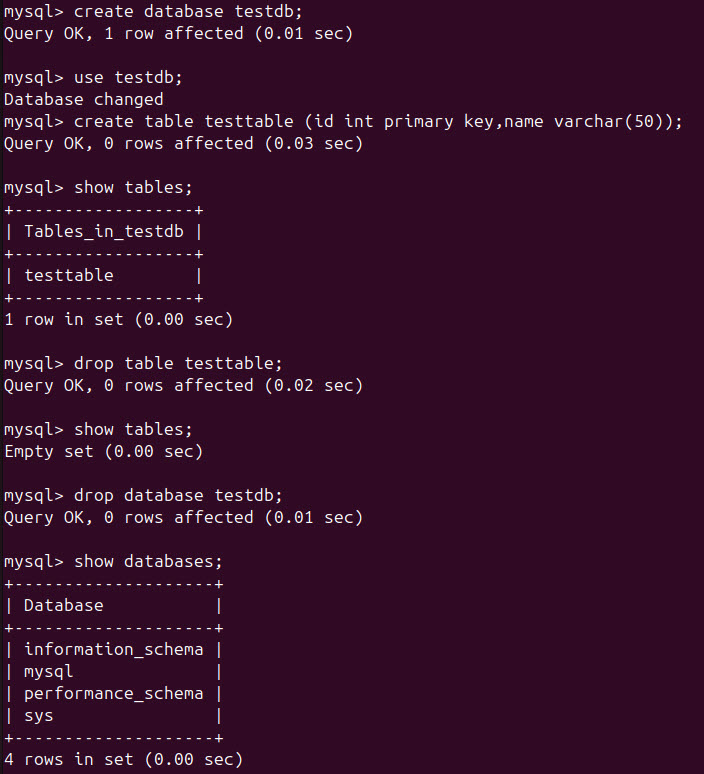 mysql> create database testdb;
Query OK, 1 row affected (0.01 sec)
mysql> use testdb;
Database changed
mysql> create table testtable (id int primary key,name varchar(50));
Query OK, 0 rows affected (0.03 sec)
mysql> show tables;
+------------------+
| Tables_in_testdb |
+------------------+
| testtable        |
+------------------+
1 row in set (0.00 sec)
mysql> drop table testtable;
Query OK, 0 rows affected (0.02 sec)
mysql> show tables;
Empty set (0.00 sec)
mysql> drop database testdb;
Query OK, 0 rows affected (0.01 sec)
mysql> show databases;
+--------------------+
| Database           |
+--------------------+
| information_schema |
| mysql              |
| performance_schema |
| sys                |
+--------------------+
4 rows in set (0.00 sec)